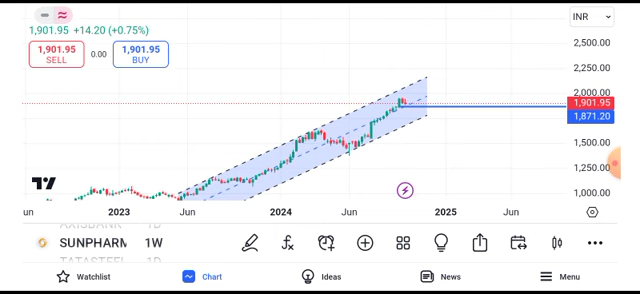 INR
1,901.95 +14.20 (+0.75%)
1,901.95 0.00 1,901.95
SELL BUY
2,500.00
2,250.00
2,000.00
1,901.95
1,871.20
1,500.00
1,250.00
1,000.00
un 2023 Jun 2024 Jun 2025 Jun
AXISBANK 1D
SUNPHARM 1W
TATASTEEL 1D
Watchlist Chart Ideas News Menu